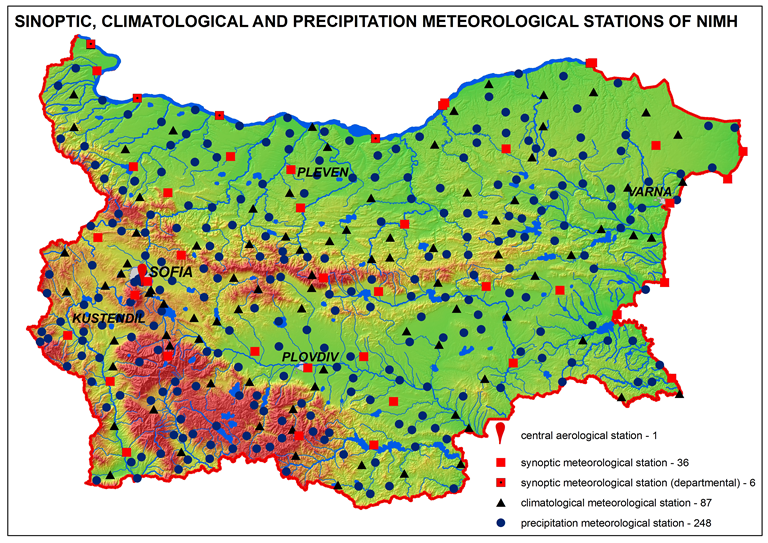 SINOPTIC, CLIMATOLOGICAL AND PRECIPITATION METEOROLOGICAL STATIONS OF NIMH
PLEVEN
VARNA
SOFIA
KUSTENDIL
PLOVDIV
central aerological station - 1
synoptic meteorological station - 36
synoptic meteorological station (departmental) - 6
climatological meteorological station - 87
precipitation meteorological station - 248